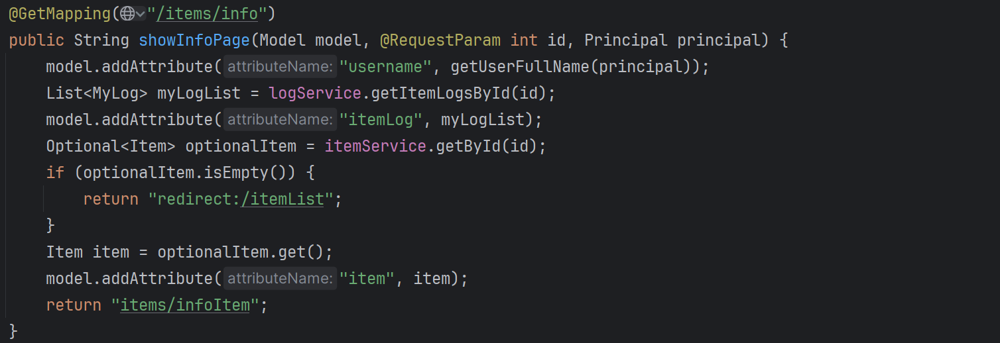 @GetMapping("/items/info")
public String showInfoPage(Model model, @RequestParam int id, Principal principal) {
    model.addAttribute( attributeName: "username", getUserFullName(principal));
    List<MyLog> myLogList = logService.getItemLogsById(id);
    model.addAttribute( attributeName: "itemLog", myLogList);
    Optional<Item> optionalItem = itemService.getById(id);
    if (optionalItem.isEmpty()) {
        return "redirect:/itemList";
    }
    Item item = optionalItem.get();
    model.addAttribute( attributeName: "item", item);
    return "items/infoItem";
}